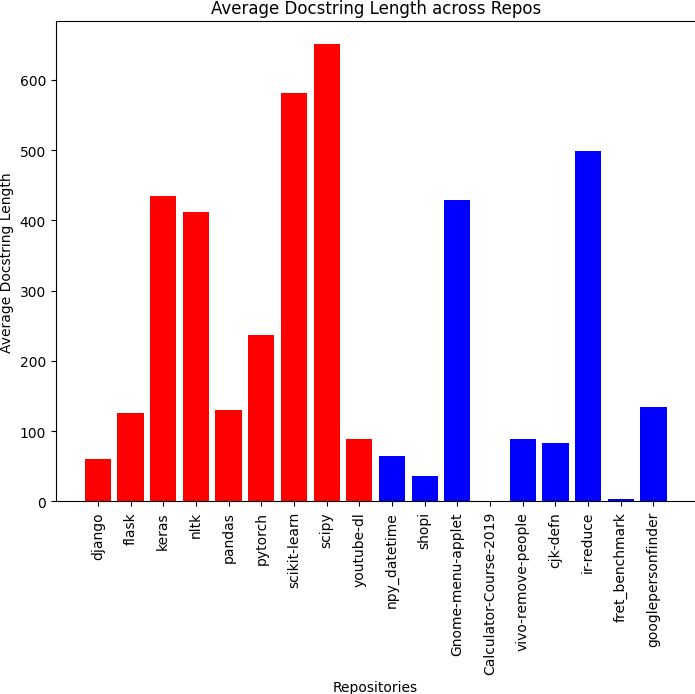 Average Docstring Length across Repos
Average Docstring Length
600
500
400
300
200
100
0
django
flask
keras
nltk
pandas
pytorch
scikit-learn
scipy
youtube-dl
npy_datetime
shopi
Gnome-menu-applet
Calculator-Course-2019
vivo-remove-people
cjk-defn
ir-reduce
fret_benchmark
googlepersonfinder
Repositories